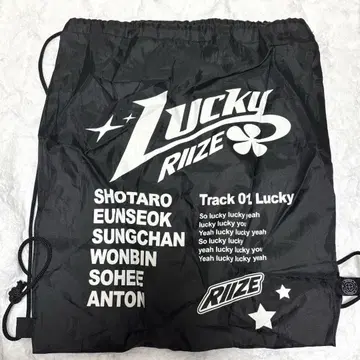 Lucky
RIIZE
SHOTARO
EUNSEOK
SUNGCHAN
WONBIN
SOHEE
ANTON
Track 01 Lucky
So lucky lucky yeah
lucky lucky you
Yeah lucky lucky yeah
So lucky lucky
yeah lucky lucky yeah
Yeah lucky lucky yeah
RIIZE